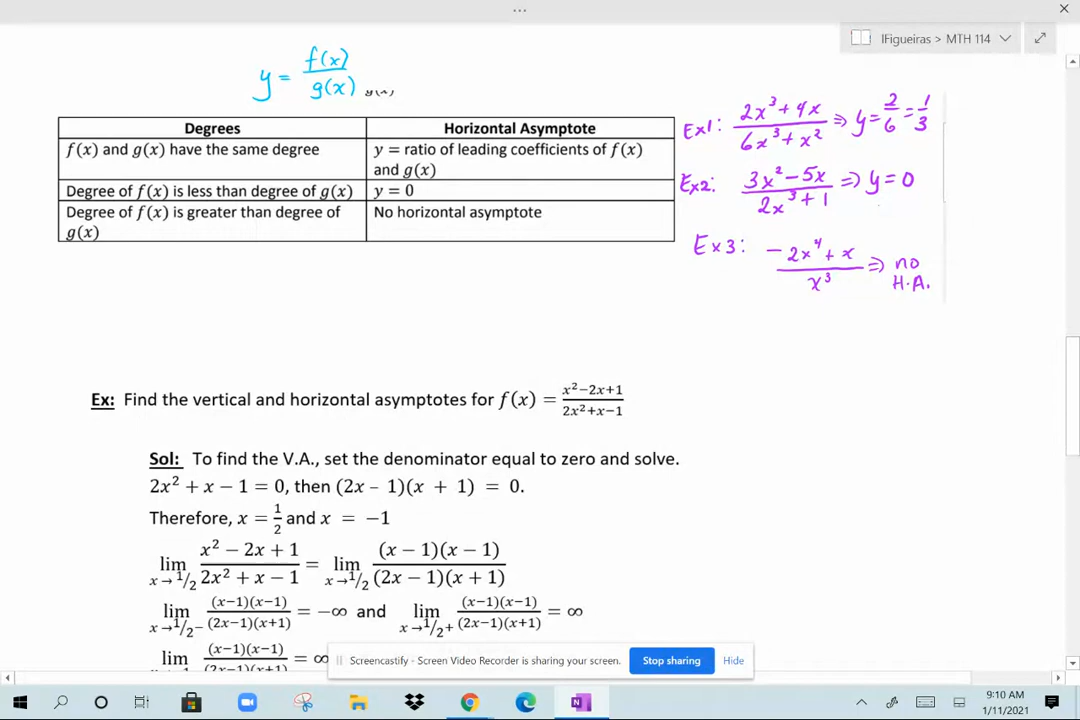 IFigueiras > MTH 114
y = f(x)/g(x)
g(x)
Degrees | Horizontal Asymptote
f(x) and g(x) have the same degree | y = ratio of leading coefficients of f(x) and g(x)
Degree of f(x) is less than degree of g(x) | y = 0
Degree of f(x) is greater than degree of g(x) | No horizontal asymptote
Ex1: (2x³+4x)/(6x³+x²) ⇒ y = 2/6 = 1/3
Ex2: (3x²-5x)/(2x³+1) ⇒ y = 0
Ex3: (-2x⁴+x)/x³ ⇒ no H.A.
Ex: Find the vertical and horizontal asymptotes for f(x) = (x²−2x+1)/(2x²+x−1)
Sol: To find the V.A., set the denominator equal to zero and solve.
2x² + x − 1 = 0, then (2x − 1)(x + 1) = 0.
Therefore, x = 1/2 and x = −1
lim x→1/2 (x² − 2x + 1)/(2x² + x − 1) = lim x→1/2 (x − 1)(x − 1)/(2x − 1)(x + 1)
lim x→1/2− (x−1)(x−1)/(2x−1)(x+1) = −∞ and lim x→1/2+ (x−1)(x−1)/(2x−1)(x+1) = ∞
lim (x−1)(x−1)/(2x−1)(x+1) = ∞
Screencastify - Screen Video Recorder is sharing your screen. Stop sharing Hide
9:10 AM
1/11/2021